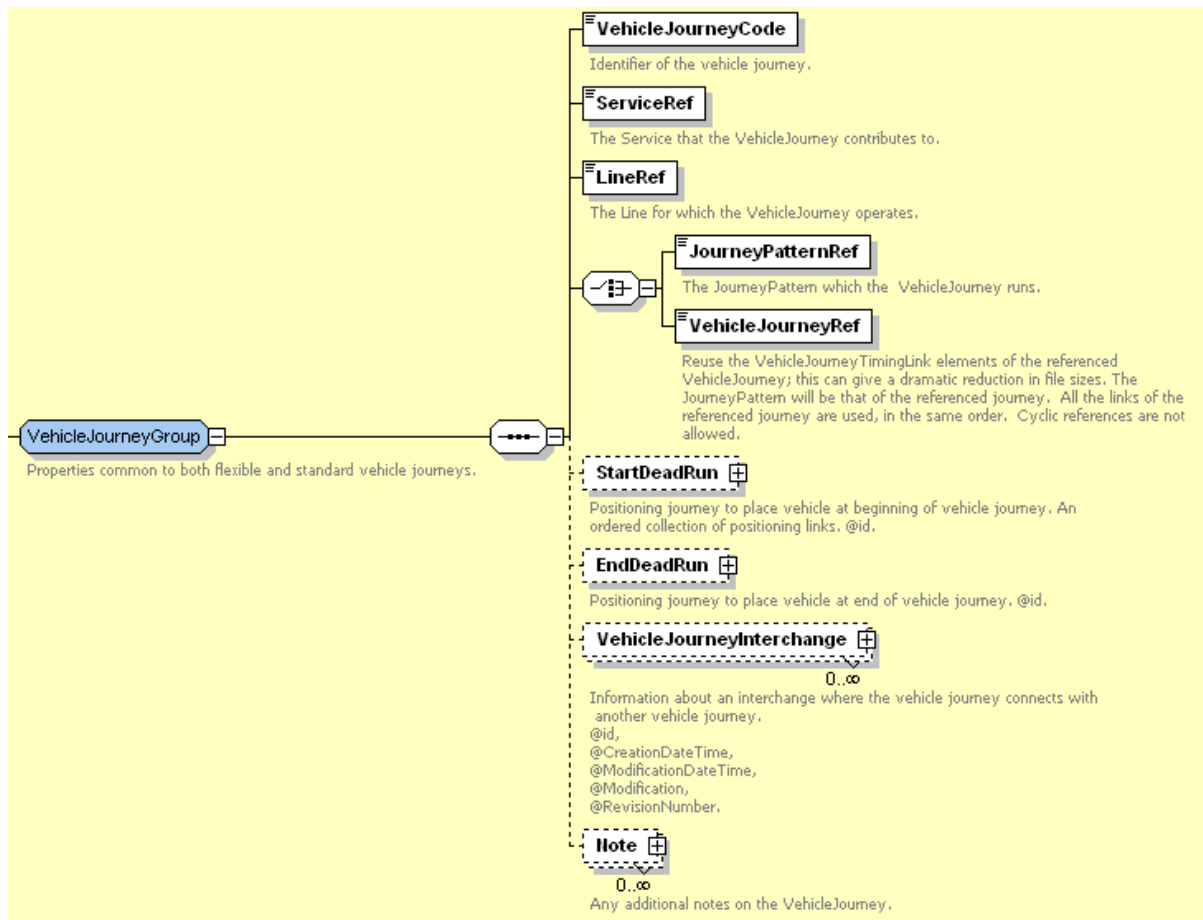 VehicleJourneyCode
Identifier of the vehicle journey.
ServiceRef
The Service that the VehicleJourney contributes to.
LineRef
The Line for which the VehicleJourney operates.
JourneyPatternRef
The JourneyPattern which the VehicleJourney runs.
VehicleJourneyRef
Reuse the VehicleJourneyTimingLink elements of the referenced
VehicleJourney; this can give a dramatic reduction in file sizes. The
JourneyPattern will be that of the referenced journey. All the links of the
referenced journey are used, in the same order. Cyclic references are not
allowed.
VehicleJourneyGroup
Properties common to both flexible and standard vehicle journeys.
StartDeadRun
Positioning journey to place vehicle at beginning of vehicle journey. An
ordered collection of positioning links. @id.
EndDeadRun
Positioning journey to place vehicle at end of vehicle journey. @id.
VehicleJourneyInterchange
0..∞
Information about an interchange where the vehicle journey connects with
another vehicle journey.
@id,
@CreationDateTime,
@ModificationDateTime,
@Modification,
@RevisionNumber.
Note
0..∞
Any additional notes on the VehicleJourney.